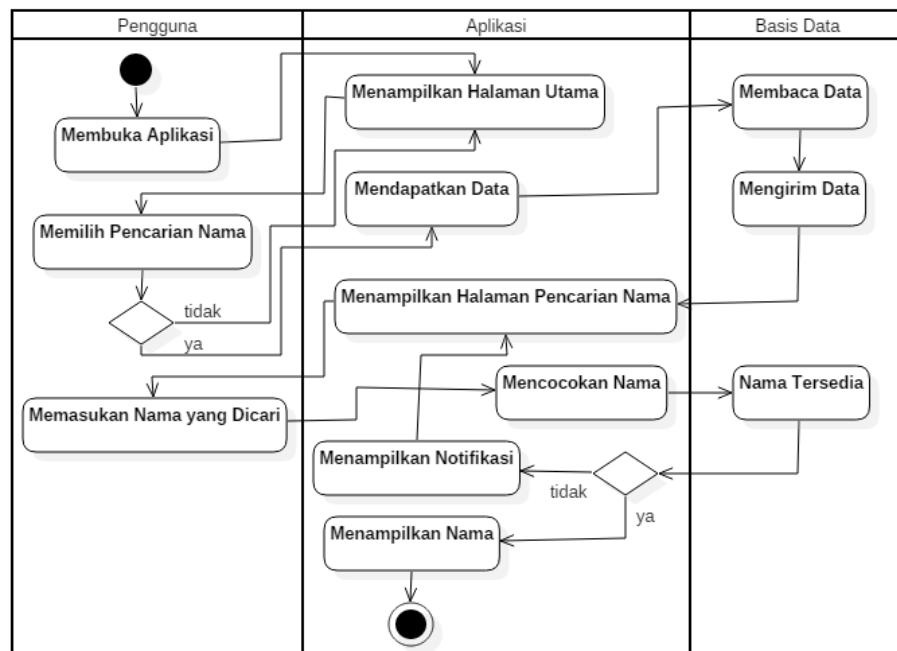 Pengguna
Aplikasi
Basis Data
Membuka Aplikasi
Menampilkan Halaman Utama
Membaca Data
Memilih Pencarian Nama
Mendapatkan Data
Mengirim Data
tidak
ya
Menampilkan Halaman Pencarian Nama
Memasukan Nama yang Dicari
Mencocokan Nama
Nama Tersedia
Menampilkan Notifikasi
tidak
ya
Menampilkan Nama